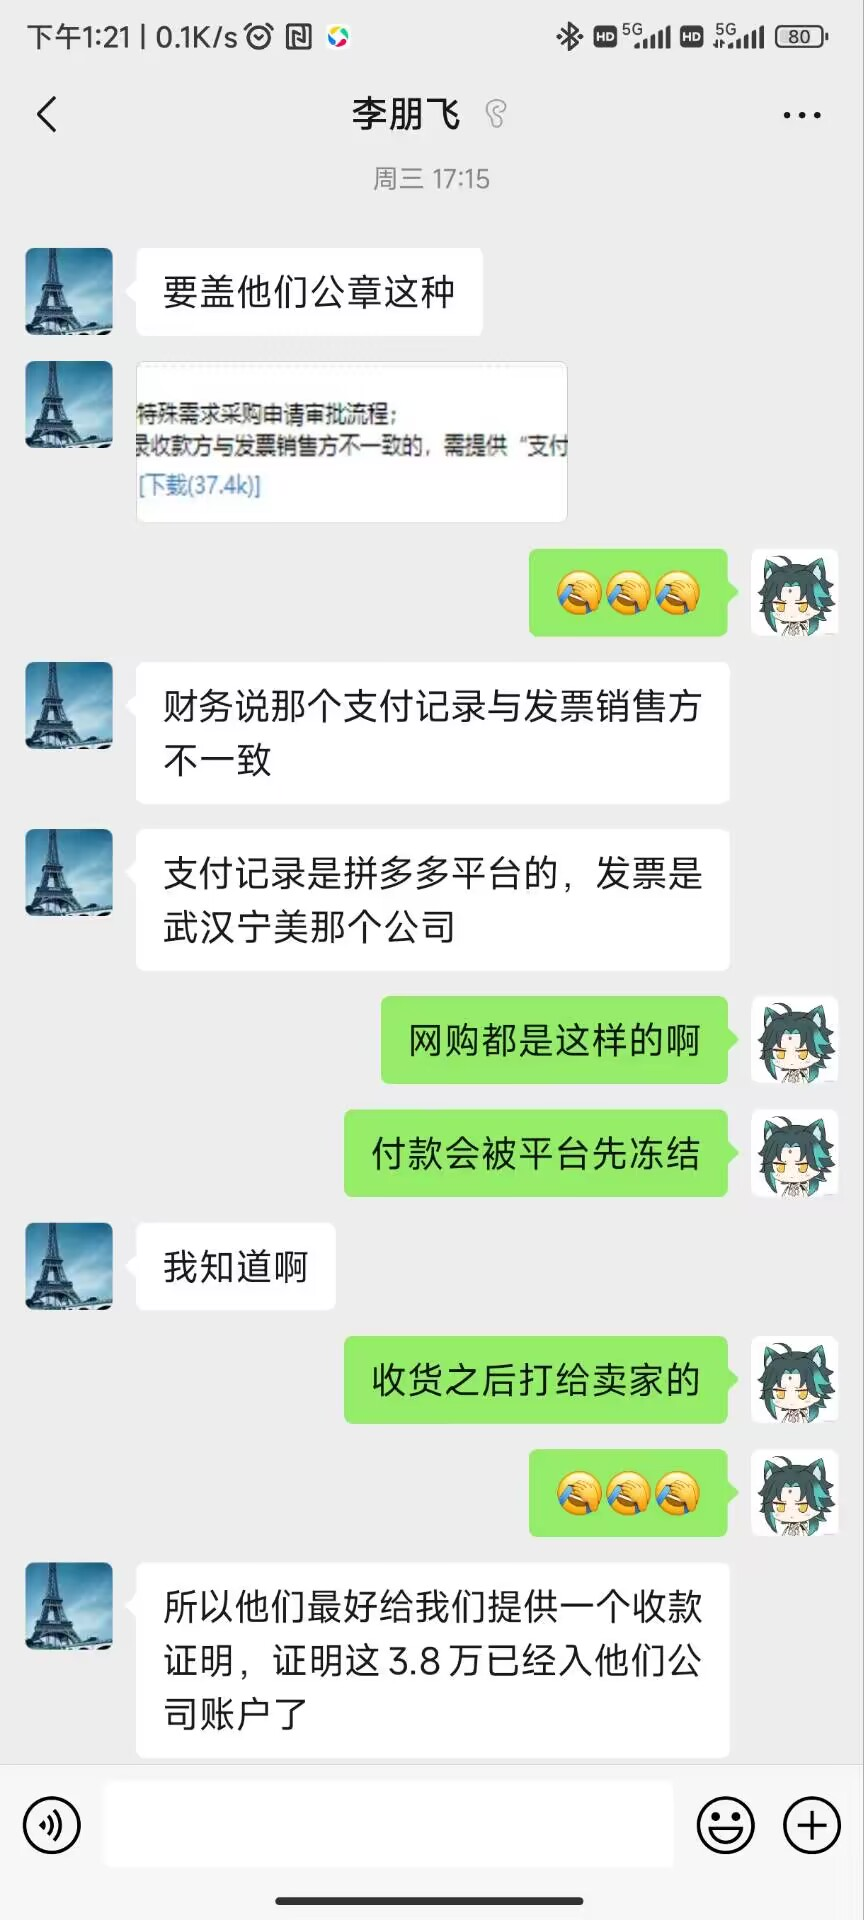 下午1:21 | 0.1K/s
HD 5G HD 5G 80
李朋飞
周三 17:15
要盖他们公章这种
特殊需求采购申请审批流程；
录收款方与发票销售方不一致的，需提供“支付
[下载(37.4k)]
财务说那个支付记录与发票销售方
不一致
支付记录是拼多多平台的，发票是
武汉宁美那个公司
网购都是这样的啊
付款会被平台先冻结
我知道啊
收货之后打给卖家的
所以他们最好给我们提供一个收款
证明，证明这 3.8 万已经入他们公
司账户了